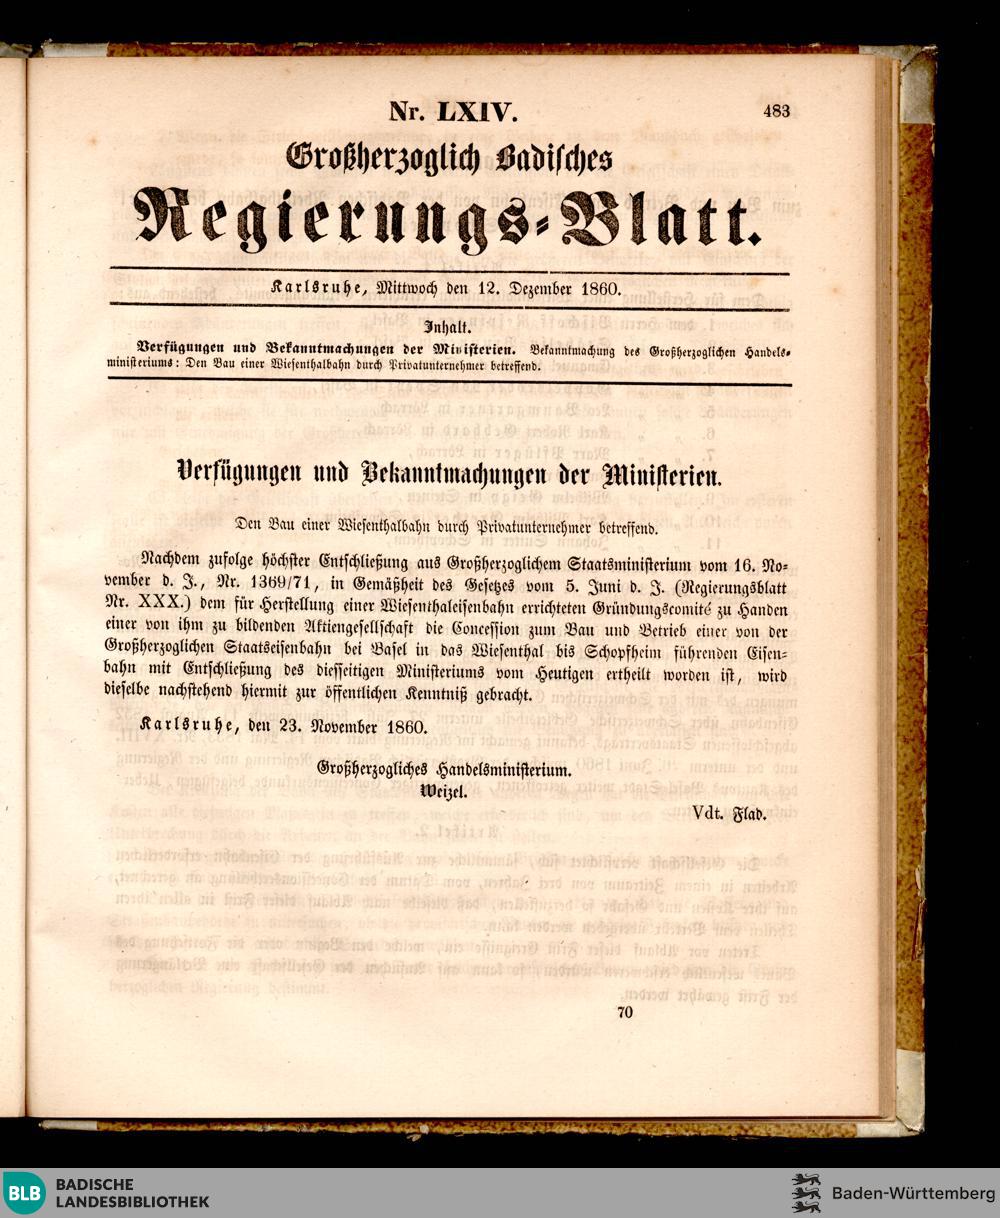 Nr. LXIV. 483
Großherzoglich Badisches
Regierungs-Blatt.
Karlsruhe, Mittwoch den 12. Dezember 1860.
Inhalt.
Verfügungen und Bekanntmachungen der Ministerien. Bekanntmachung des Großherzoglichen Handels-
ministeriums: Den Bau einer Wiesenthalbahn durch Privatunternehmer betreffend.
Verfügungen und Bekanntmachungen der Ministerien.
Den Bau einer Wiesenthalbahn durch Privatunternehmer betreffend.
Nachdem zufolge höchster Entschließung aus Großherzoglichem Staatsministerium vom 16. No-
vember d. J., Nr. 1369/71, in Gemäßheit des Gesetzes vom 5. Juni d. J. (Regierungsblatt
Nr. XXX.) dem für Herstellung einer Wiesenthaleisenbahn errichteten Gründungscomité zu Handen
einer von ihm zu bildenden Aktiengesellschaft die Concession zum Bau und Betrieb einer von der
Großherzoglichen Staatseisenbahn bei Basel in das Wiesenthal bis Schopfheim führenden Eisen-
bahn mit Entschließung des diesseitigen Ministeriums vom Heutigen ertheilt worden ist, wird
dieselbe nachstehend hiermit zur öffentlichen Kenntniß gebracht.
Karlsruhe, den 23. November 1860.
Großherzogliches Handelsministerium.
Weizel.
Vdt. Flad.
70
BLB BADISCHE
LANDESBIBLIOTHEK
Baden-Württemberg